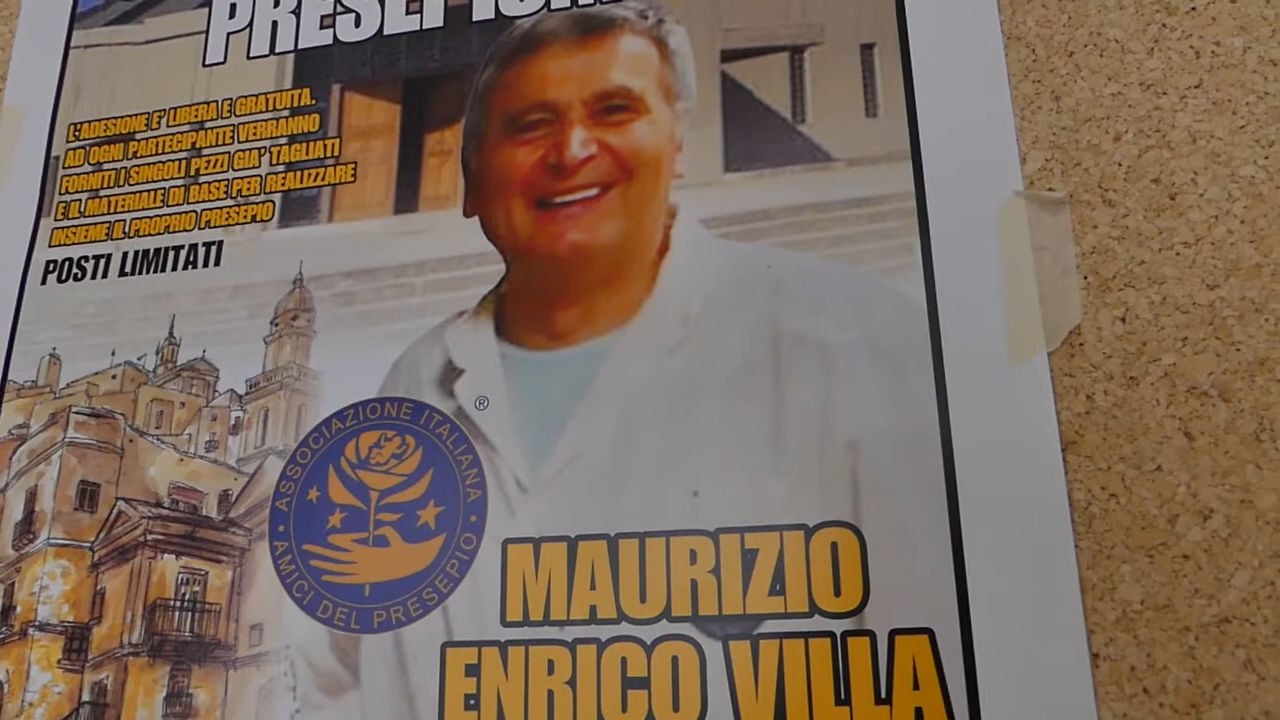 L'ADESIONE E' LIBERA E GRATUITA.
AD OGNI PARTECIPANTE VERRANNO
FORNITI I SINGOLI PEZZI GIA' TAGLIATI
E IL MATERIALE DI BASE PER REALIZZARE
INSIEME IL PROPRIO PRESEPIO
POSTI LIMITATI
®
ASSOCIAZIONE ITALIANA
• AMICI DEL PRESEPIO •
MAURIZIO
ENRICO VILLA